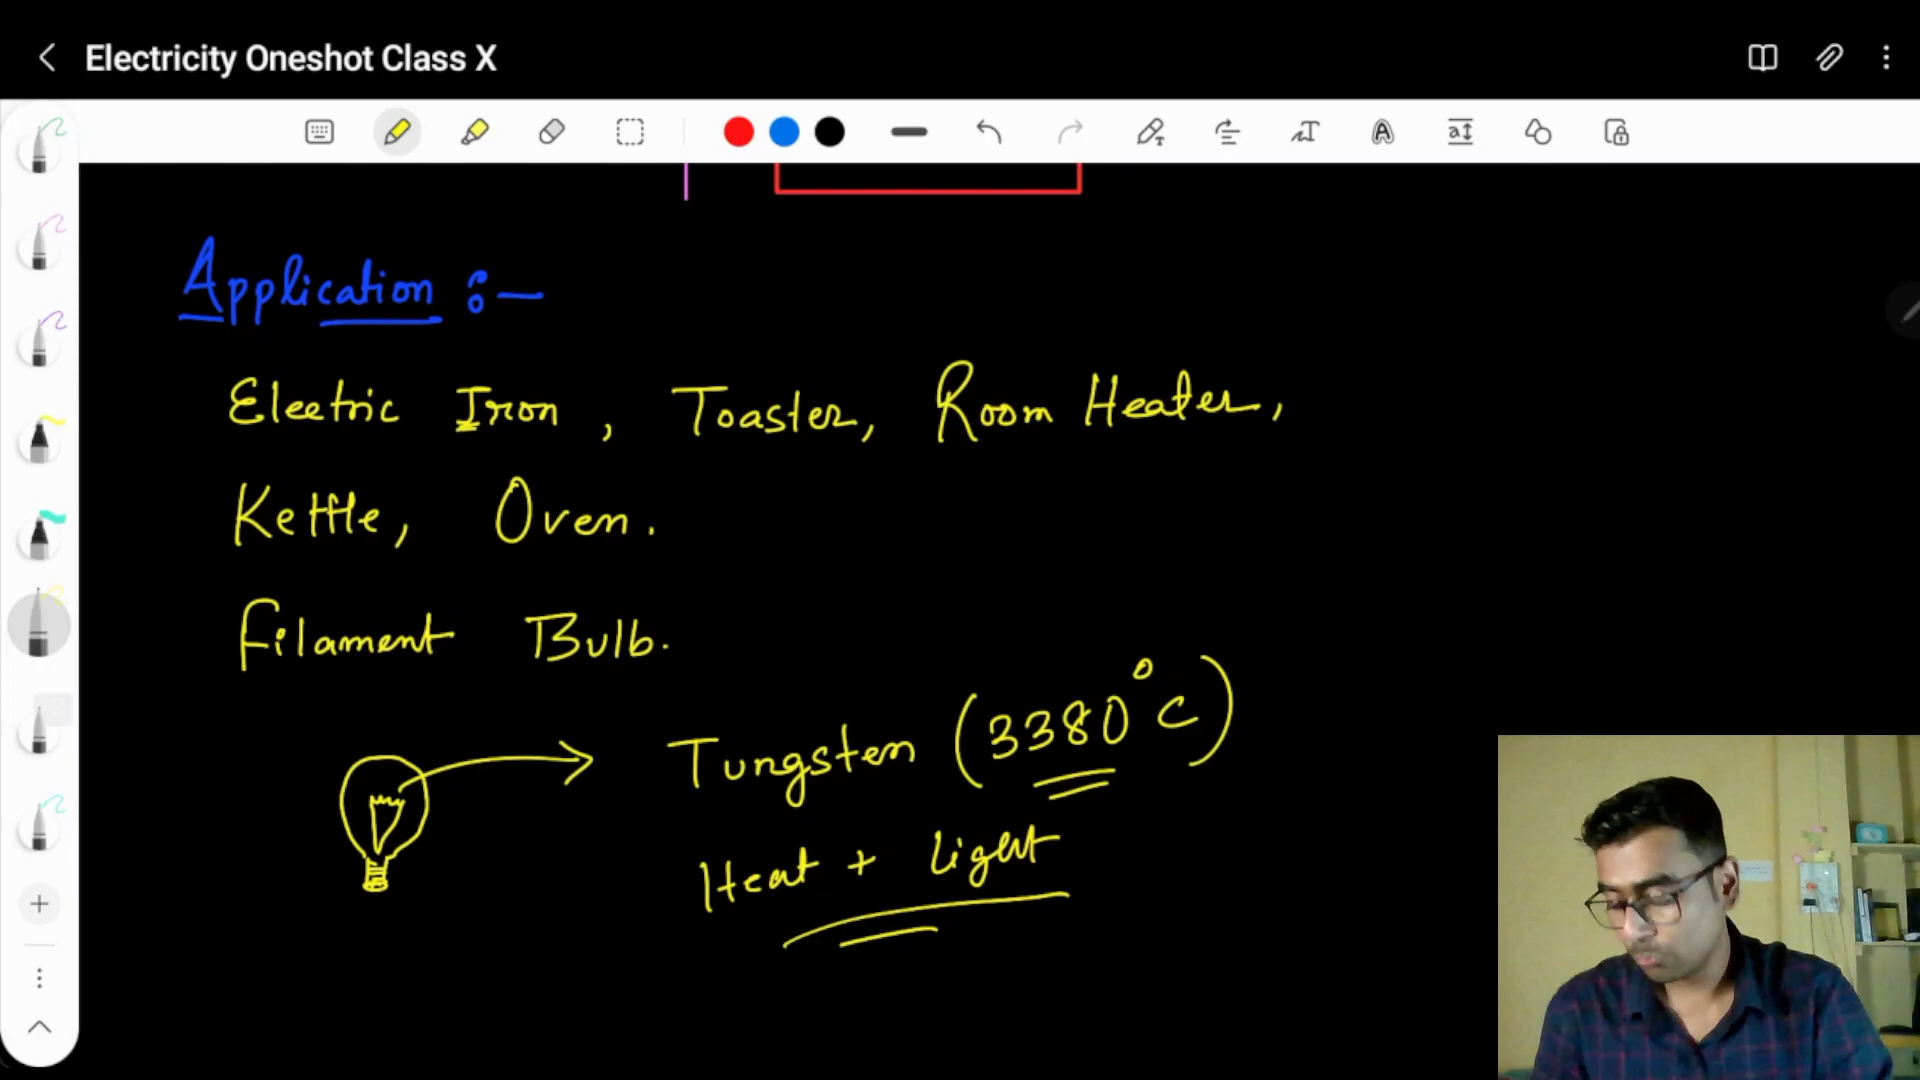 Electricity Oneshot Class X
Application :-
Electric Iron, Toaster, Room Heater,
Kettle, Oven.
Filament Bulb.
Tungsten (3380°C)
Heat + Light